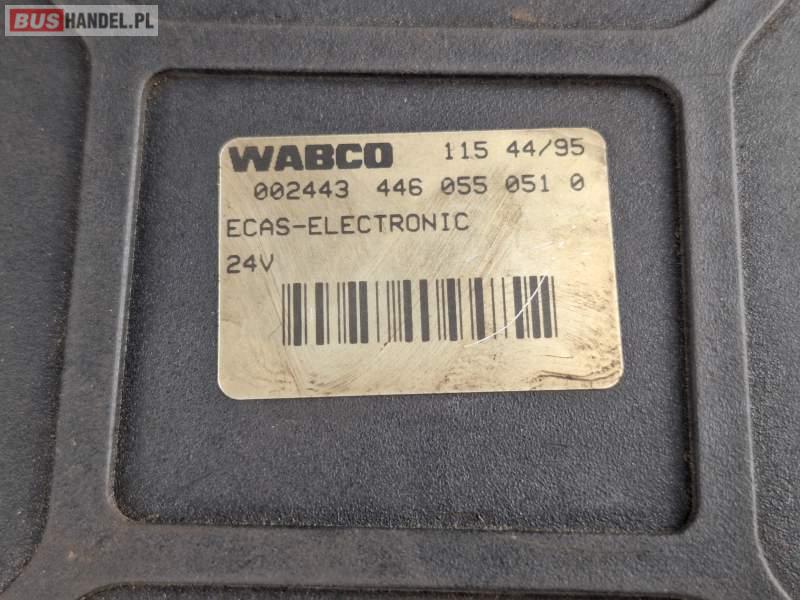 BUSHANDEL.PL
WABCO 115 44/95
002443 446 055 051 0
ECAS-ELECTRONIC
24V